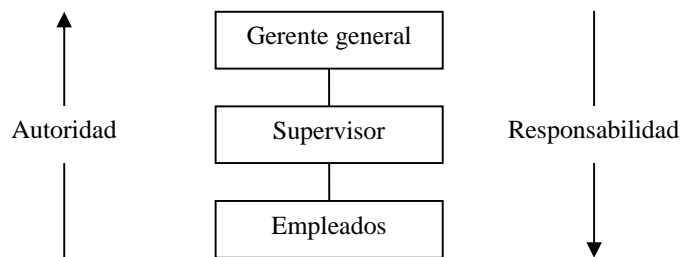 Gerente general
Autoridad
Supervisor
Responsabilidad
Empleados